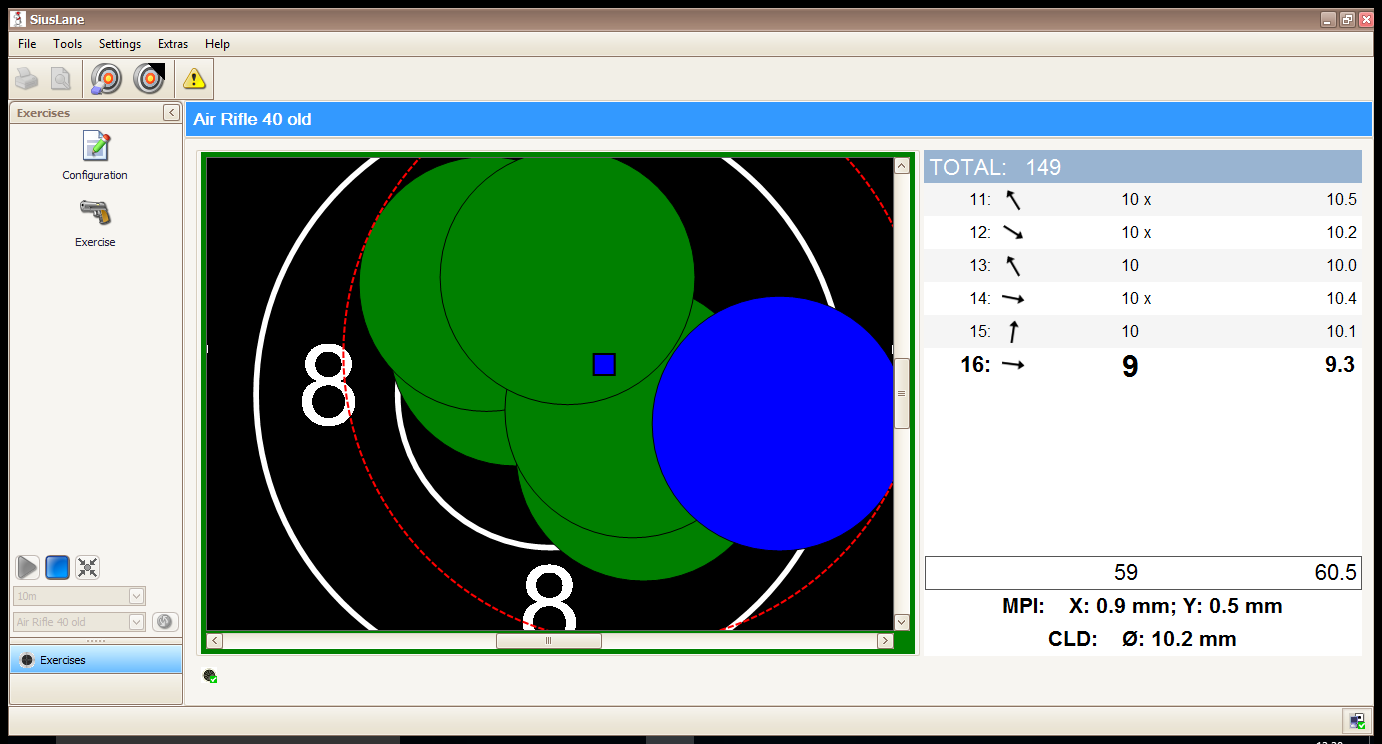 SiusLane
File Tools Settings Extras Help
Exercises
Configuration
Exercise
10m
Air Rifle 40 old
Exercises
Air Rifle 40 old
8
8
TOTAL: 149
11: 10 x 10.5
12: 10 x 10.2
13: 10 10.0
14: 10 x 10.4
15: 10 10.1
16: 9 9.3
59 60.5
MPI: X: 0.9 mm; Y: 0.5 mm
CLD: Ø: 10.2 mm